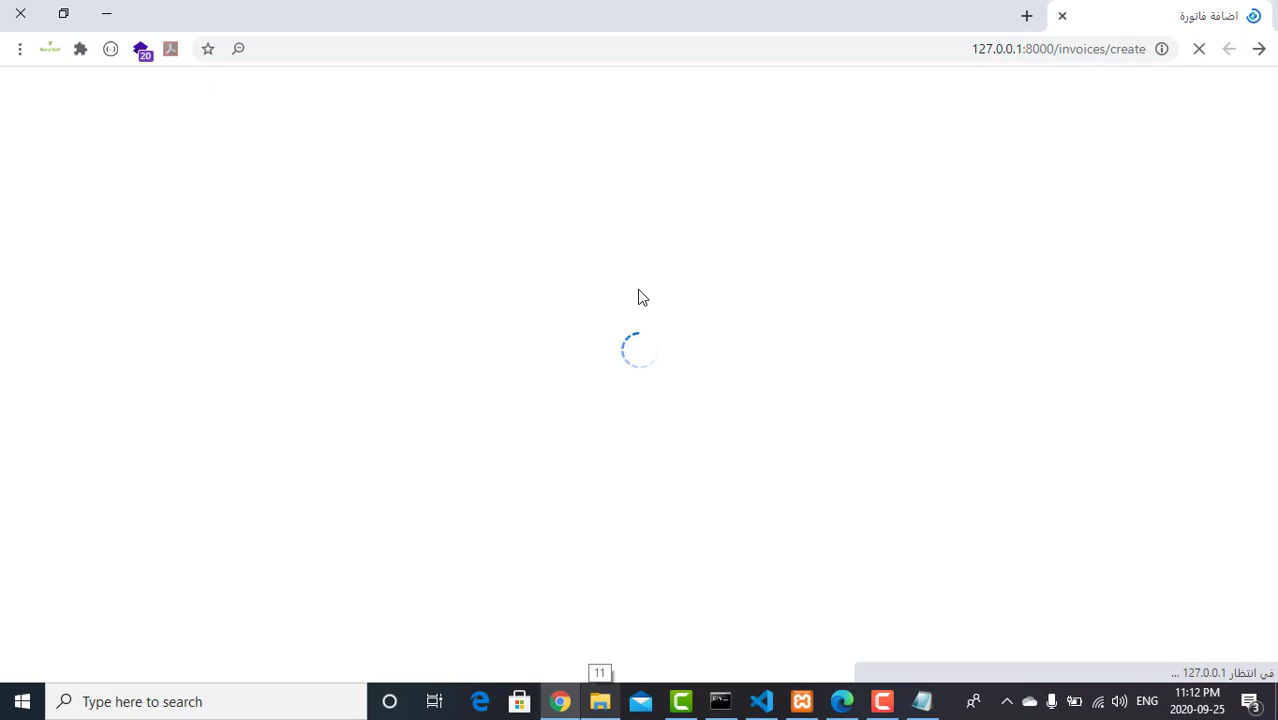 اضافة فاتورة
127.0.0.1:8000/invoices/create
20
11
في انتظار 127.0.0.1 ...
Type here to search
ENG
11:12 PM
2020-09-25
3